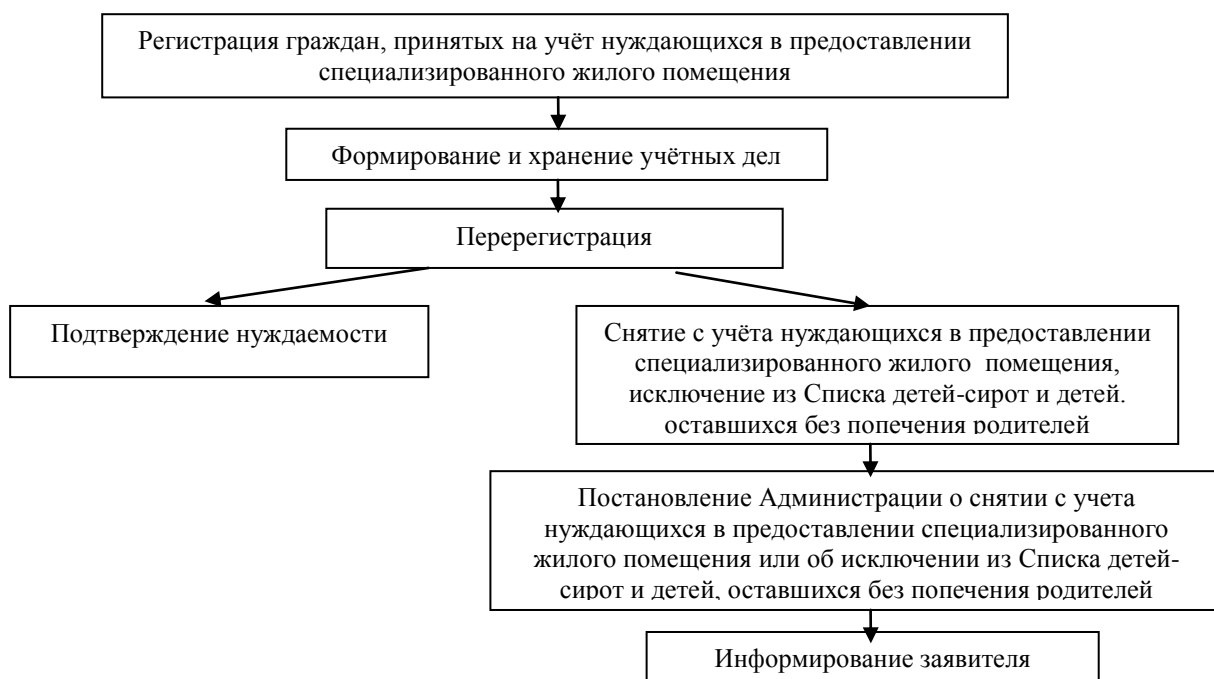 Регистрация граждан, принятых на учёт нуждающихся в предоставлении
специализированного жилого помещения
Формирование и хранение учётных дел
Перерегистрация
Подтверждение нуждаемости
Снятие с учёта нуждающихся в предоставлении
специализированного жилого помещения,
исключение из Списка детей-сирот и детей.
оставшихся без попечения родителей
Постановление Администрации о снятии с учета
нуждающихся в предоставлении специализированного
жилого помещения или об исключении из Списка детей-
сирот и детей, оставшихся без попечения родителей
Информирование заявителя